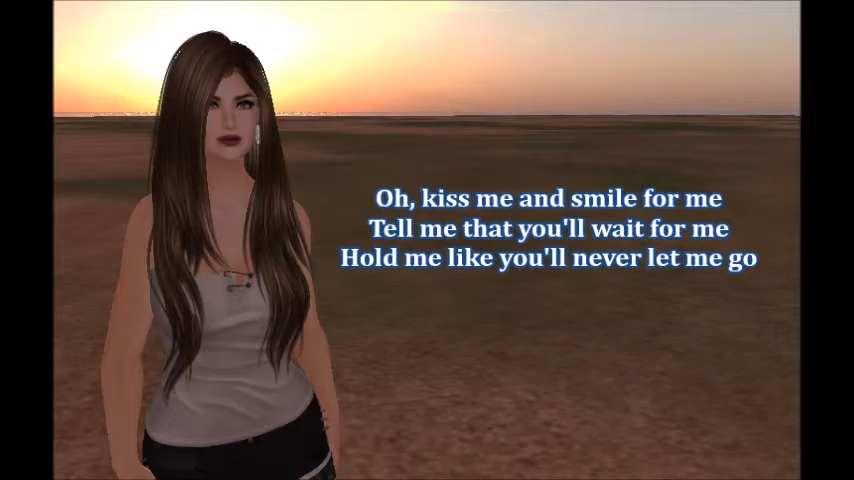 Oh, kiss me and smile for me
Tell me that you'll wait for me
Hold me like you'll never let me go